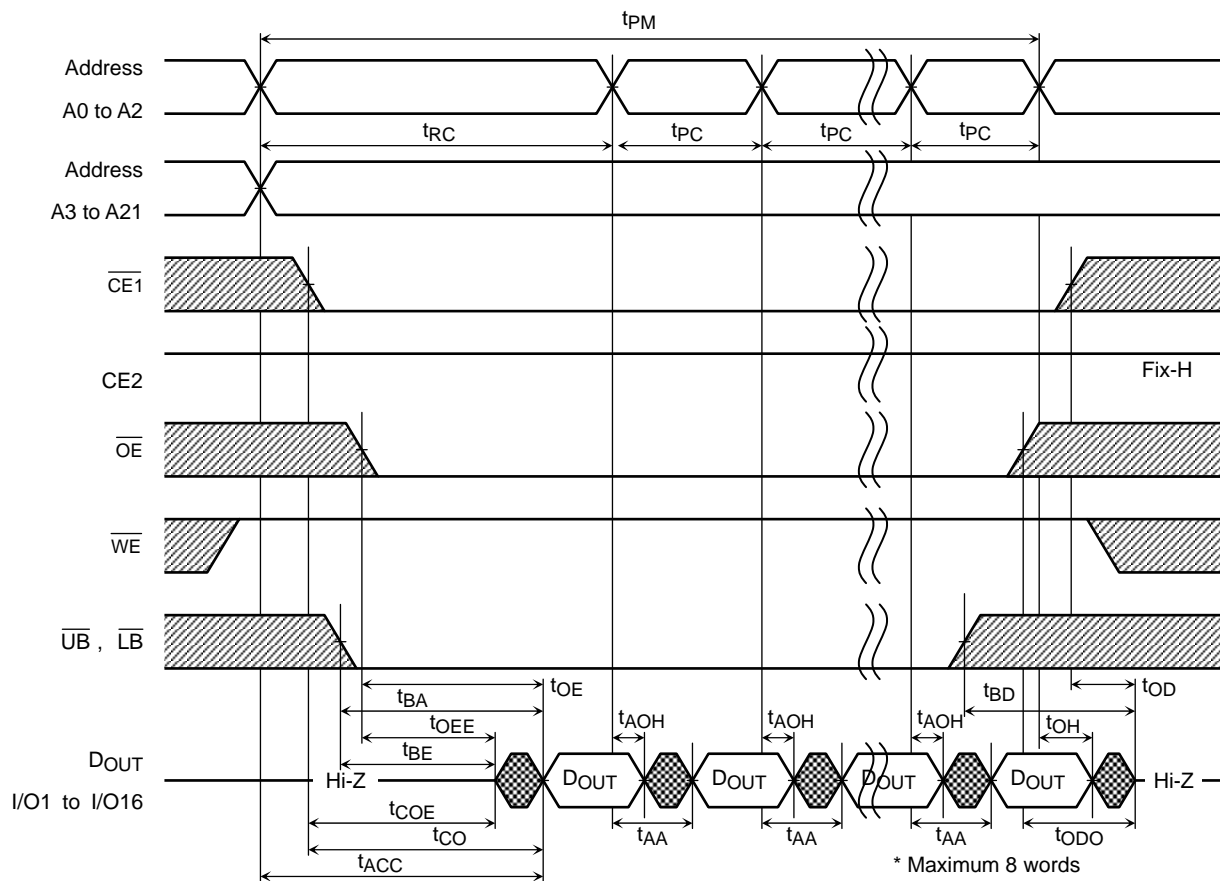 tPM
Address
A0 to A2
tRC
tPC
tPC
tPC
Address
A3 to A21
CE1
CE2
Fix-H
OE
WE
UB , LB
tOE
tBA
tOEE
tBE
tAOH
tAOH
tAOH
tBD
tOD
tOH
DOUT
I/O1 to I/O16
Hi-Z
DOUT
DOUT
DOUT
DOUT
Hi-Z
tCOE
tCO
tACC
tAA
tAA
tAA
tODO
* Maximum 8 words